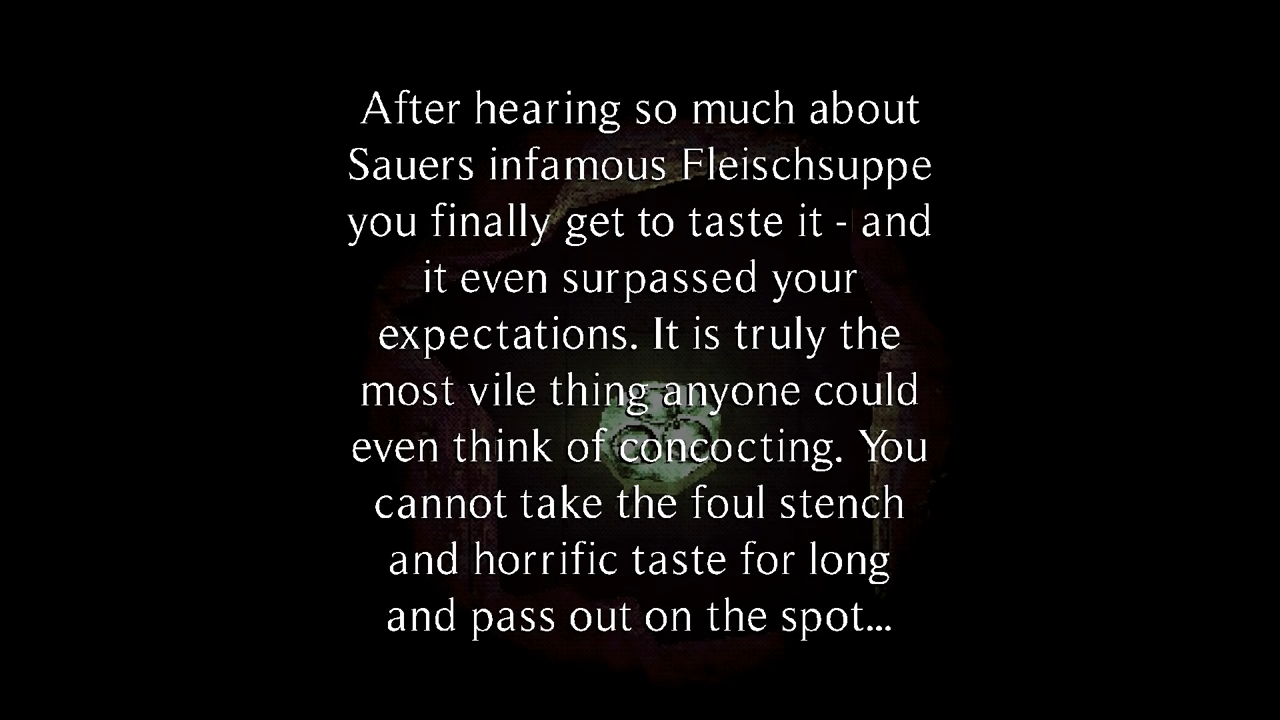 After hearing so much about
Sauers infamous Fleischsuppe
you finally get to taste it - and
it even surpassed your
expectations. It is truly the
most vile thing anyone could
even think of concocting. You
cannot take the foul stench
and horrific taste for long
and pass out on the spot...